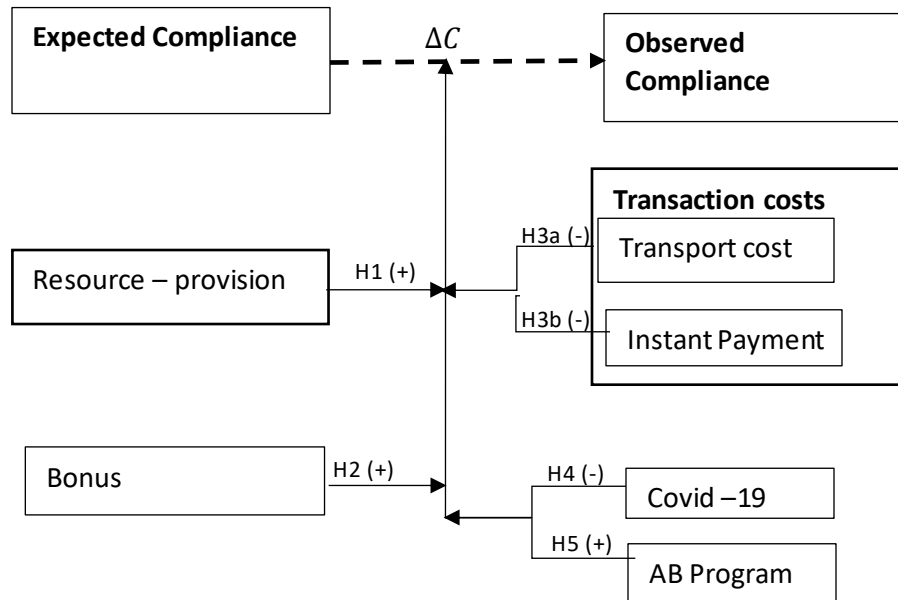 Expected Compliance
ΔC
Observed
Compliance
Transaction costs
H3a (-)
Transport cost
Resource – provision
H1 (+)
H3b (-)
Instant Payment
Bonus
H2 (+)
H4 (-)
Covid –19
H5 (+)
AB Program